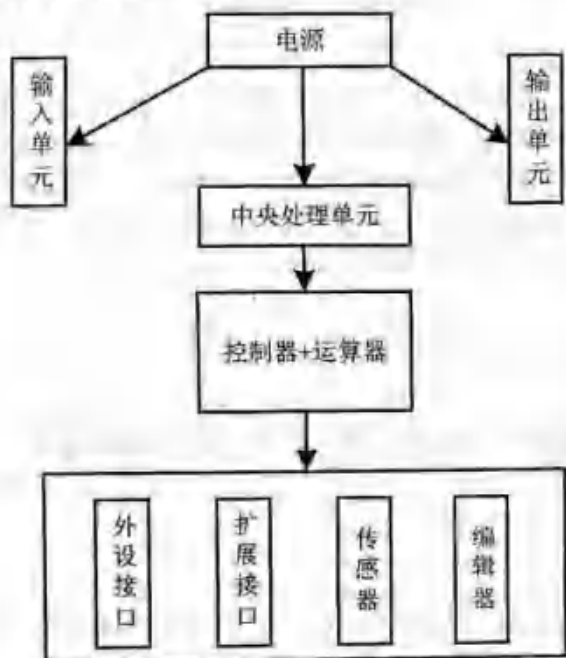 电源
输入单元
输出单元
中央处理单元
控制器+运算器
外设接口
扩展接口
传感器
编辑器